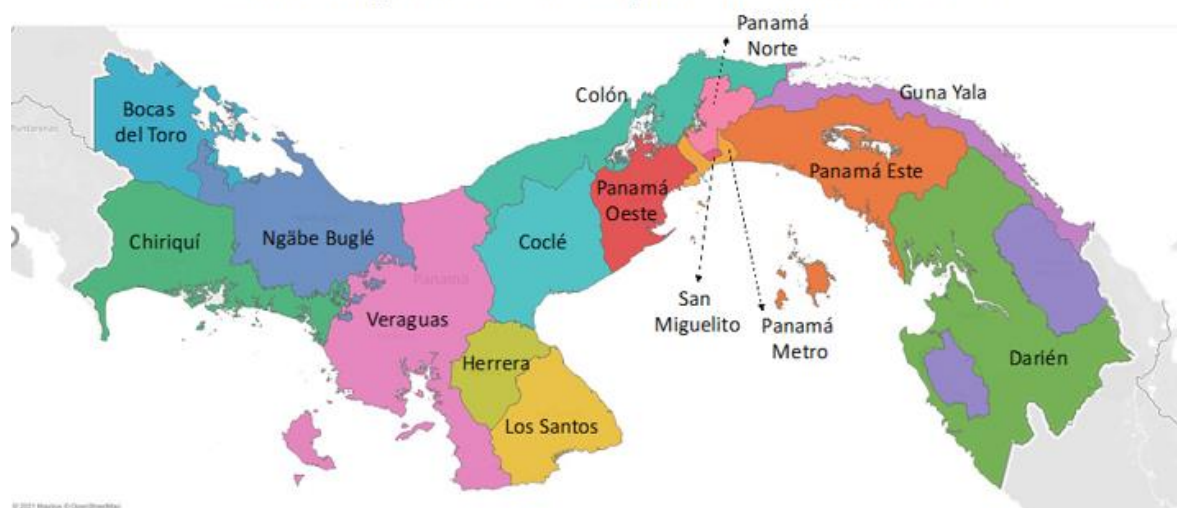 Panamá
Norte
Bocas
del Toro
Colón
Guna Yala
Panamá Este
Panamá
Oeste
Chiriquí
Ngäbe Buglé
Coclé
Panamá
San
Miguelito
Veraguas
Panamá
Metro
Herrera
Darién
Los Santos